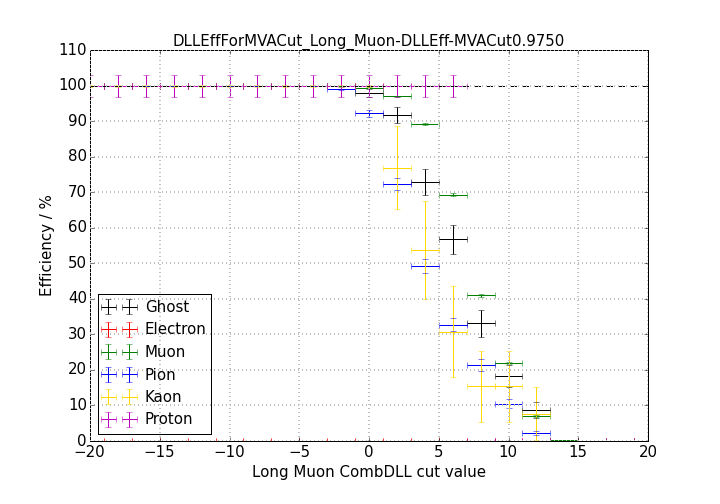 DLLEffForMVACut_Long_Muon-DLLEff-MVACut0.9750
110
100
90
80
70
60
50
40
30
20
10
0
Efficiency / %
Ghost
Electron
Muon
Pion
Kaon
Proton
−20 −15 −10 −5 0 5 10 15 20
Long Muon CombDLL cut value